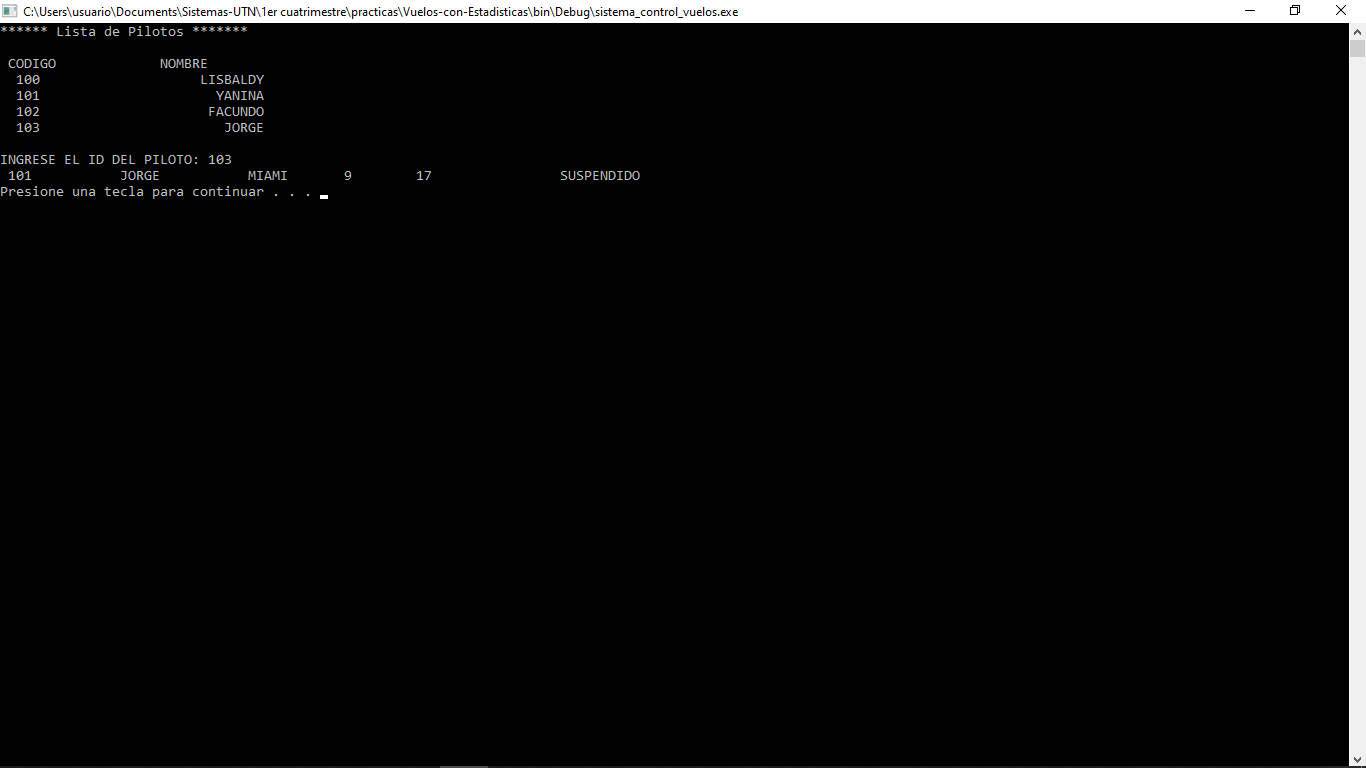 C:\Users\usuario\Documents\Sistemas-UTN\1er cuatrimestre\practicas\Vuelos-con-Estadisticas\bin\Debug\sistema_control_vuelos.exe
****** Lista de Pilotos *******
CODIGO NOMBRE
100 LISBALDY
101 YANINA
102 FACUNDO
103 JORGE
INGRESE EL ID DEL PILOTO: 103
101 JORGE MIAMI 9 17 SUSPENDIDO
Presione una tecla para continuar . . .